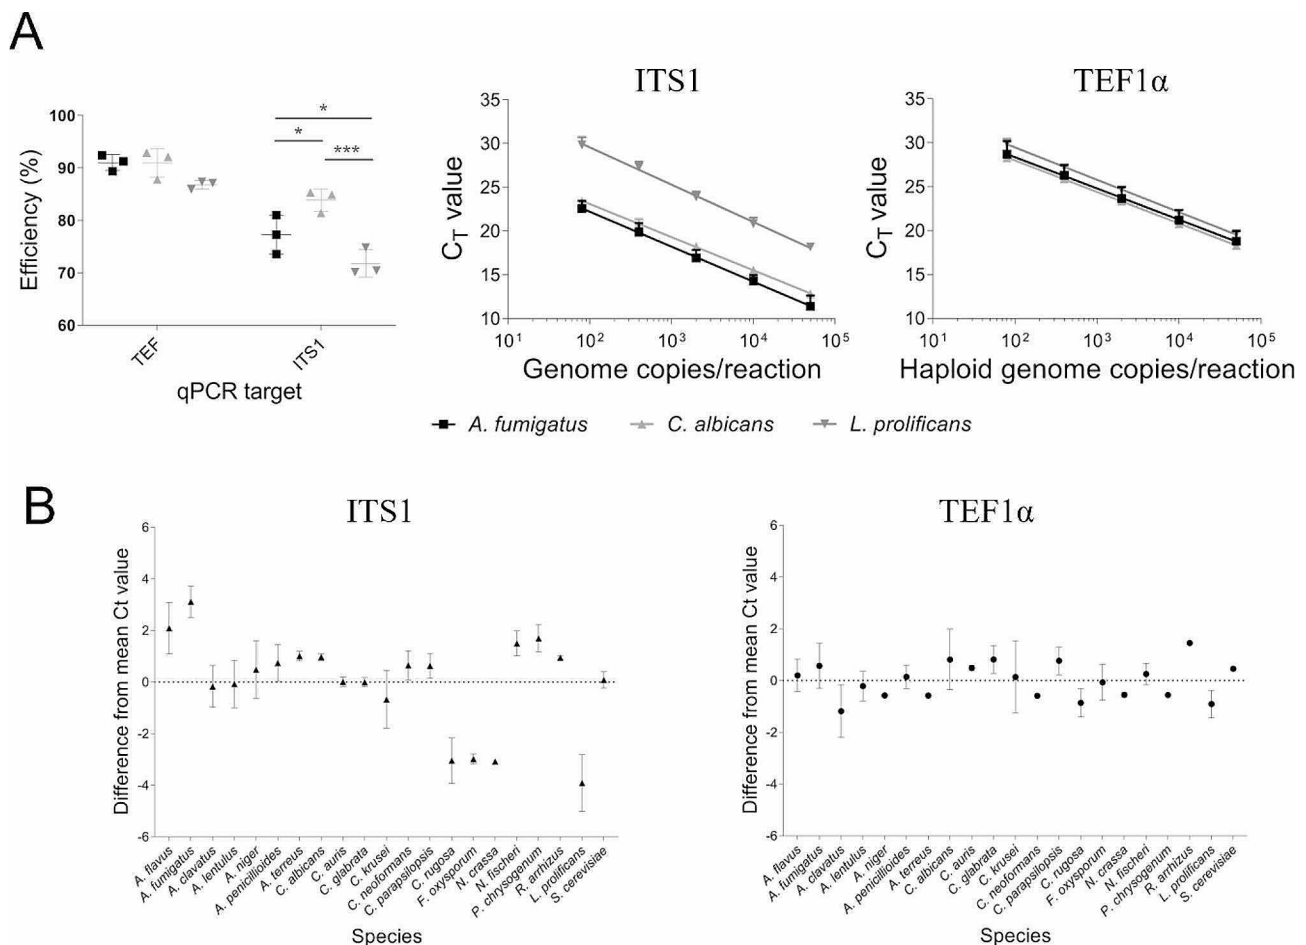 A
ITS1
TEF1α
100
90
80
70
60
Efficiency (%)
*
*
***
TEF
ITS1
qPCR target
35
30
25
20
15
10
CT value
10¹
10²
10³
10⁴
10⁵
Genome copies/reaction
35
30
25
20
15
10
CT value
10¹
10²
10³
10⁴
10⁵
Haploid genome copies/reaction
A. fumigatus
C. albicans
L. prolificans
B
ITS1
6
4
2
0
-2
-4
-6
Difference from mean Ct value
A. flavus
A. fumigatus
A. clavatus
A. lentulus
A. niger
A. penicillioides
A. terreus
C. albicans
C. auris
C. glabrata
C. krusei
C. neoformans
C. parapsilopsis
C. rugosa
F. oxysporum
N. crassa
N. fischeri
P. chrysogenum
R. arrhizus
L. prolificans
S. cerevisiae
Species
TEF1α
6
4
2
0
-2
-4
-6
Difference from mean Ct value
A. flavus
A. fumigatus
A. clavatus
A. lentulus
A. niger
A. penicillioides
A. terreus
C. albicans
C. auris
C. glabrata
C. krusei
C. neoformans
C. parapsilopsis
C. rugosa
F. oxysporum
N. crassa
N. fischeri
P. chrysogenum
R. arrhizus
L. prolificans
S. cerevisiae
Species